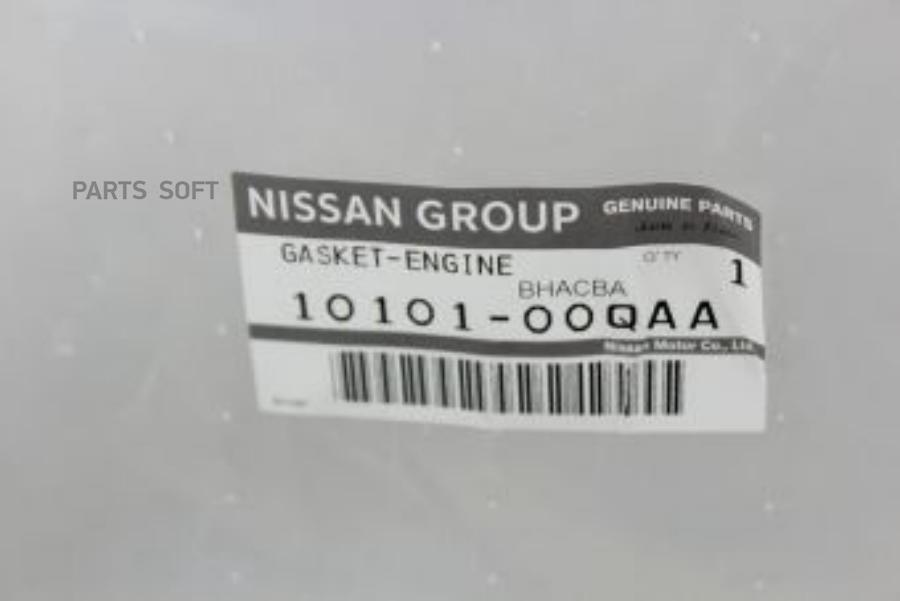 PARTS SOFT
NISSAN GROUP GENUINE PARTS
GASKET-ENGINE Q'TY 1
BHACBA
10101-00QAA
Nissan Motor Co., Ltd.